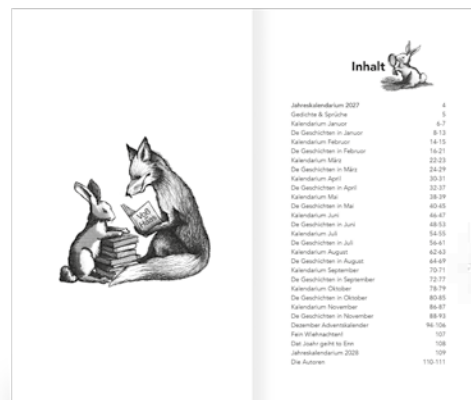 Voß
un
Haas
Inhalt
Jahreskalendarium 2027 4
Gedichte & Sprüche 5
Kalendarium Januor 6-7
De Geschichten in Januor 8-13
Kalendarium Februor 14-15
De Geschichten in Februor 16-21
Kalendarium März 22-23
De Geschichten in März 24-29
Kalendarium April 30-31
De Geschichten in April 32-37
Kalendarium Mai 38-39
De Geschichten in Mai 40-45
Kalendarium Juni 46-47
De Geschichten in Juni 48-53
Kalendarium Juli 54-55
De Geschichten in Juli 56-61
Kalendarium August 62-63
De Geschichten in August 64-69
Kalendarium September 70-71
De Geschichten in September 72-77
Kalendarium Oktober 78-79
De Geschichten in Oktober 80-85
Kalendarium November 86-87
De Geschichten in November 88-93
Dezember Adventskalender 94-106
Fein Wiehnachten! 107
Dat Joahr geiht to Enn 108
Jahreskalendarium 2028 109
Die Autoren 110-111